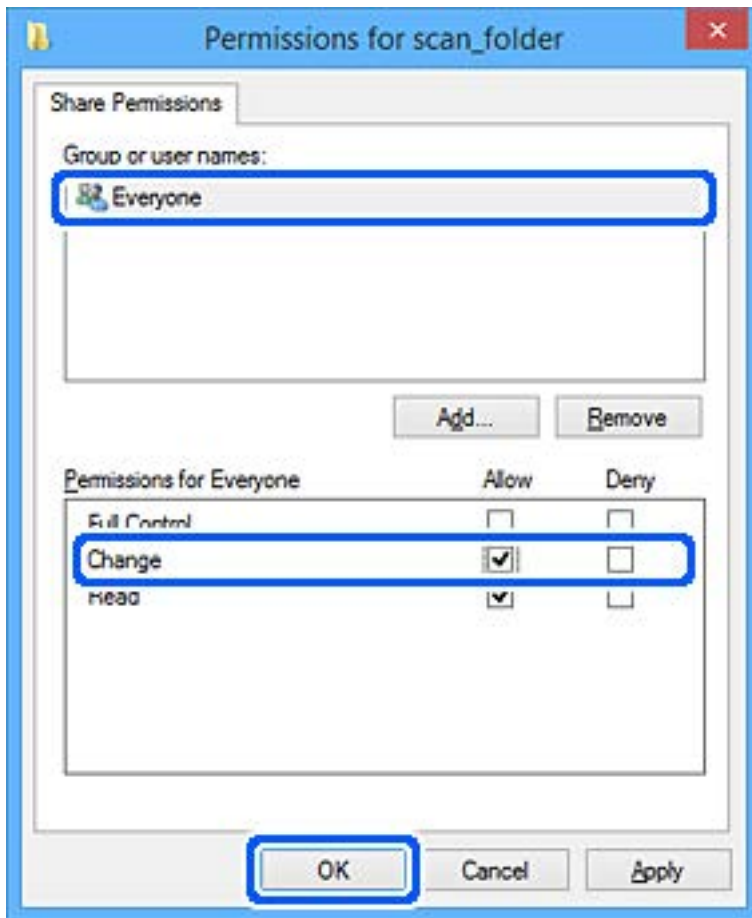 Permissions for scan_folder
Share Permissions
Group or user names:
Everyone
Add... Remove
Permissions for Everyone Allow Deny
Full Control
Change
Read
OK Cancel Apply